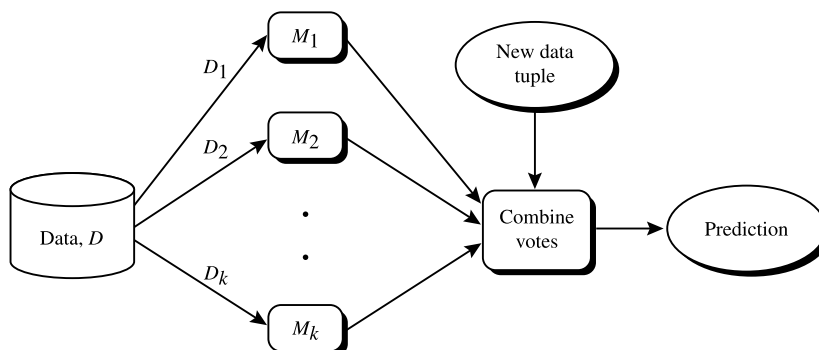 M1
D1
New data
tuple
D2
M2
Data, D
Combine
votes
Prediction
Dk
Mk